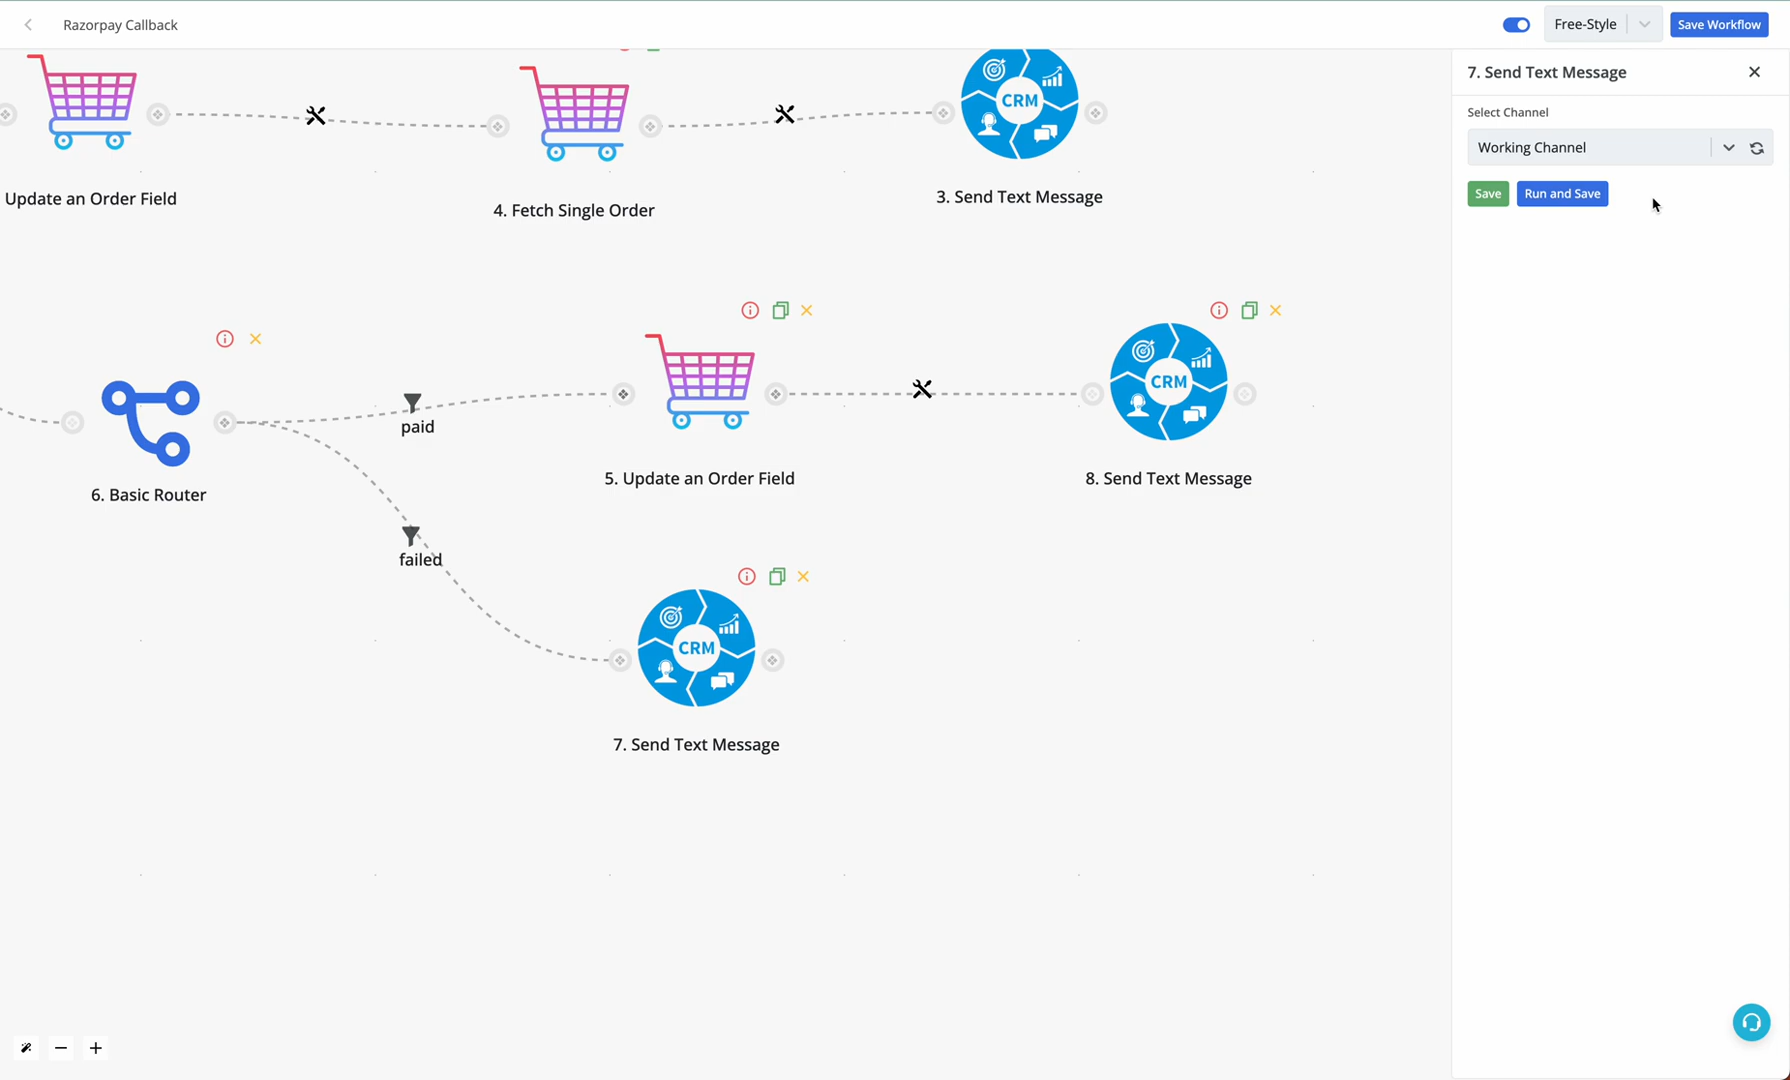 Razorpay Callback
Free-Style
Save Workflow
7. Send Text Message
Select Channel
Working Channel
Save
Run and Save
CRM
Update an Order Field
4. Fetch Single Order
3. Send Text Message
paid
CRM
6. Basic Router
5. Update an Order Field
8. Send Text Message
failed
CRM
7. Send Text Message